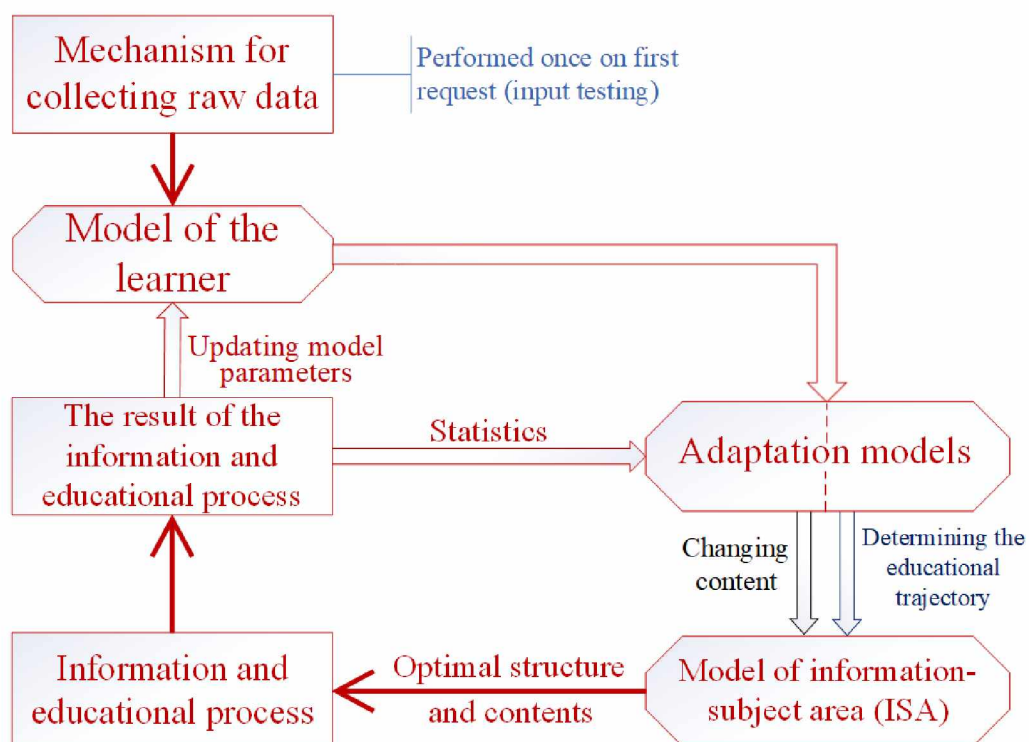 Mechanism for
collecting raw data
Performed once on first
request (input testing)
Model of the
learner
Updating model
parameters
The result of the
information and
educational process
Statistics
Adaptation models
Changing
content
Determining the
educational
trajectory
Information and
educational process
Optimal structure
and contents
Model of information-
subject area (ISA)